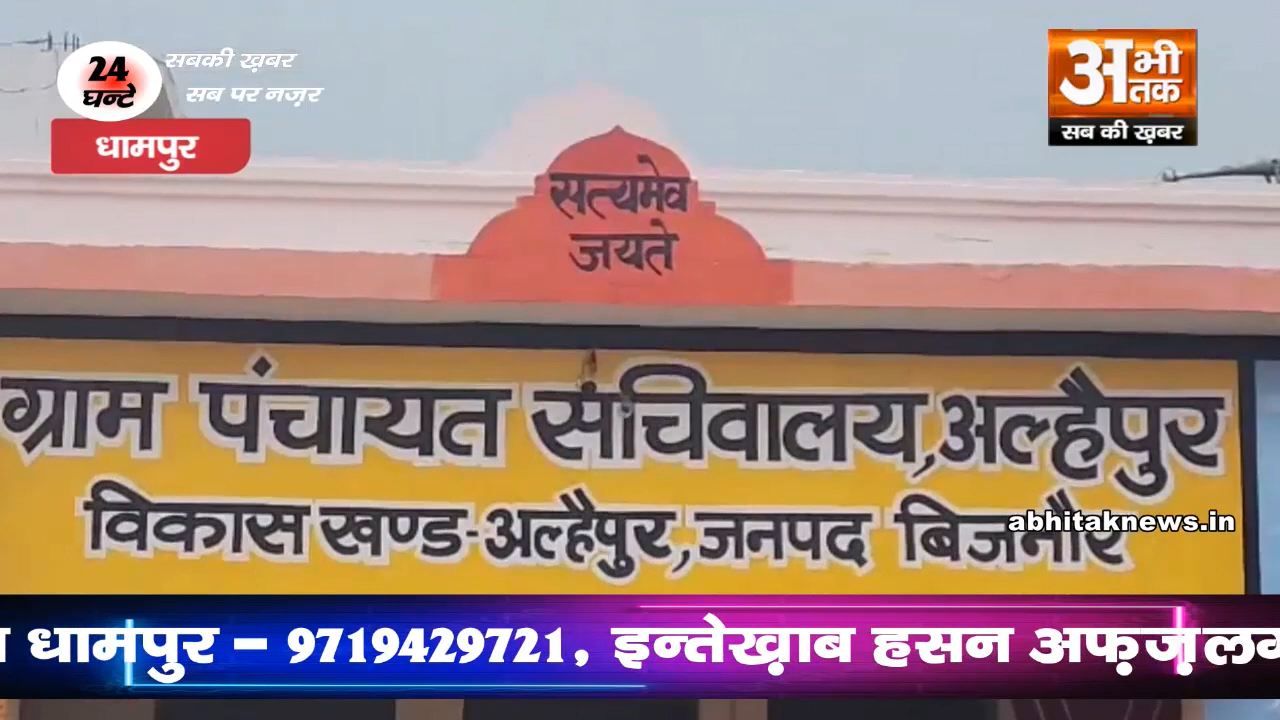 24
घन्टे
सबकी ख़बर
सब पर नज़र
धामपुर
अभी
तक
सब की ख़बर
सत्यमेव
जयते
ग्राम पंचायत सचिवालय,अल्हैपुर
विकास खण्ड-अल्हैपुर,जनपद बिजनौर
abhitaknews.in
धामपुर – 9719429721, इन्तेख़ाब हसन